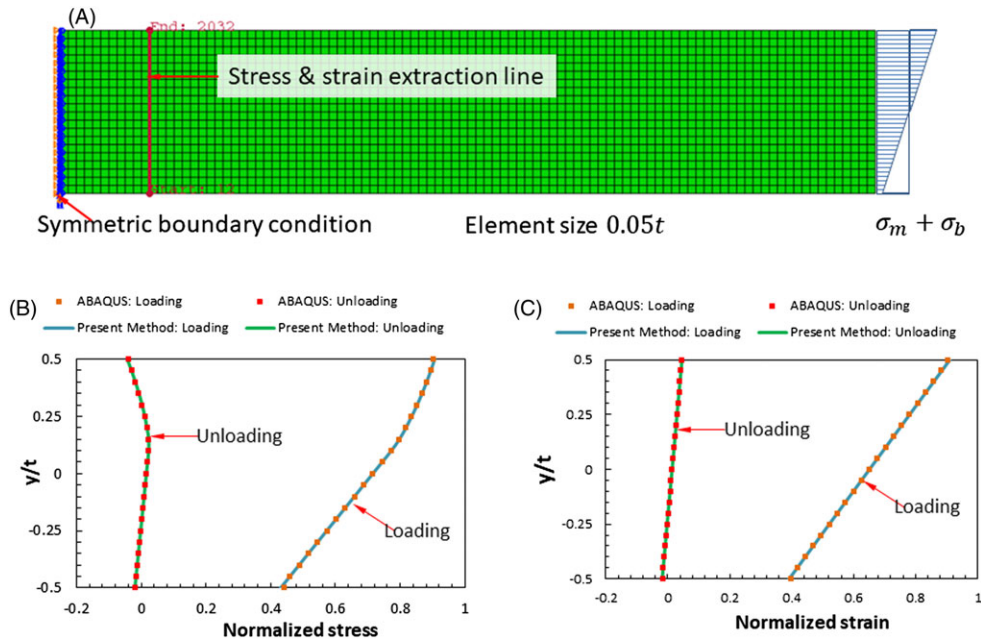 (A)
End: 2032
Stress & strain extraction line
Symmetric boundary condition
Element size 0.05t
σm + σb
(B)
ABAQUS: Loading
ABAQUS: Unloading
Present Method: Loading
Present Method: Unloading
y/t
0.5
0.25
0
-0.25
-0.5
Unloading
Loading
-0.2
0
0.2
0.4
0.6
0.8
1
Normalized stress
(C)
ABAQUS: Loading
ABAQUS: Unloading
Present Method: Loading
Present Method: Unloading
y/t
0.5
0.25
0
-0.25
-0.5
Unloading
Loading
-0.2
0
0.2
0.4
0.6
0.8
1
Normalized strain